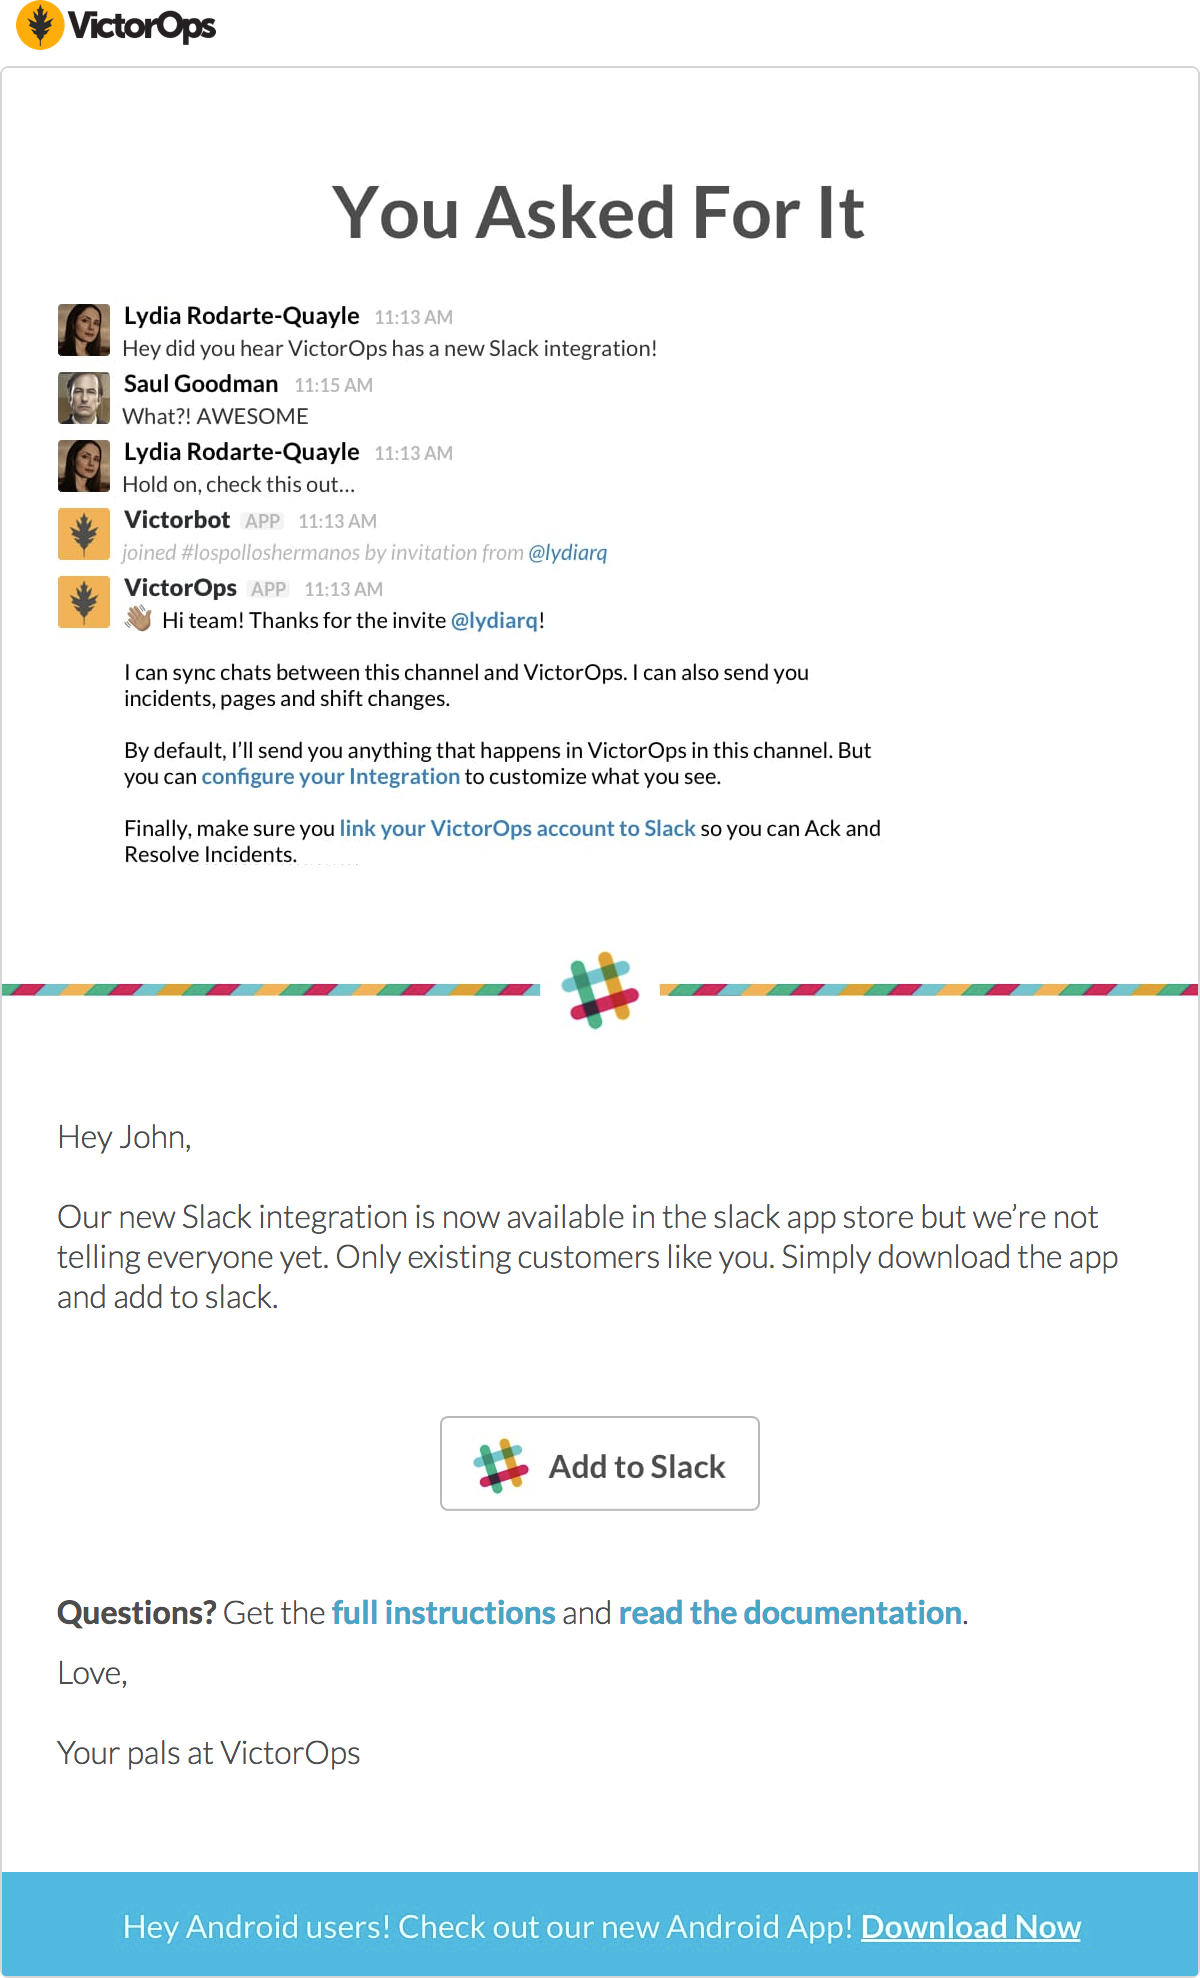 VictorOps
You Asked For It
Lydia Rodarte-Quayle 11:13 AM
Hey did you hear VictorOps has a new Slack integration!
Saul Goodman 11:15 AM
What?! AWESOME
Lydia Rodarte-Quayle 11:13 AM
Hold on, check this out...
Victorbot APP 11:13 AM
joined #lospolloshermanos by invitation from @lydiarq
VictorOps APP 11:13 AM
👋🏽 Hi team! Thanks for the invite @lydiarq!
I can sync chats between this channel and VictorOps. I can also send you
incidents, pages and shift changes.
By default, I’ll send you anything that happens in VictorOps in this channel. But
you can configure your Integration to customize what you see.
Finally, make sure you link your VictorOps account to Slack so you can Ack and
Resolve Incidents.
Hey John,
Our new Slack integration is now available in the slack app store but we’re not
telling everyone yet. Only existing customers like you. Simply download the app
and add to slack.
Add to Slack
Questions? Get the full instructions and read the documentation.
Love,
Your pals at VictorOps
Hey Android users! Check out our new Android App! Download Now